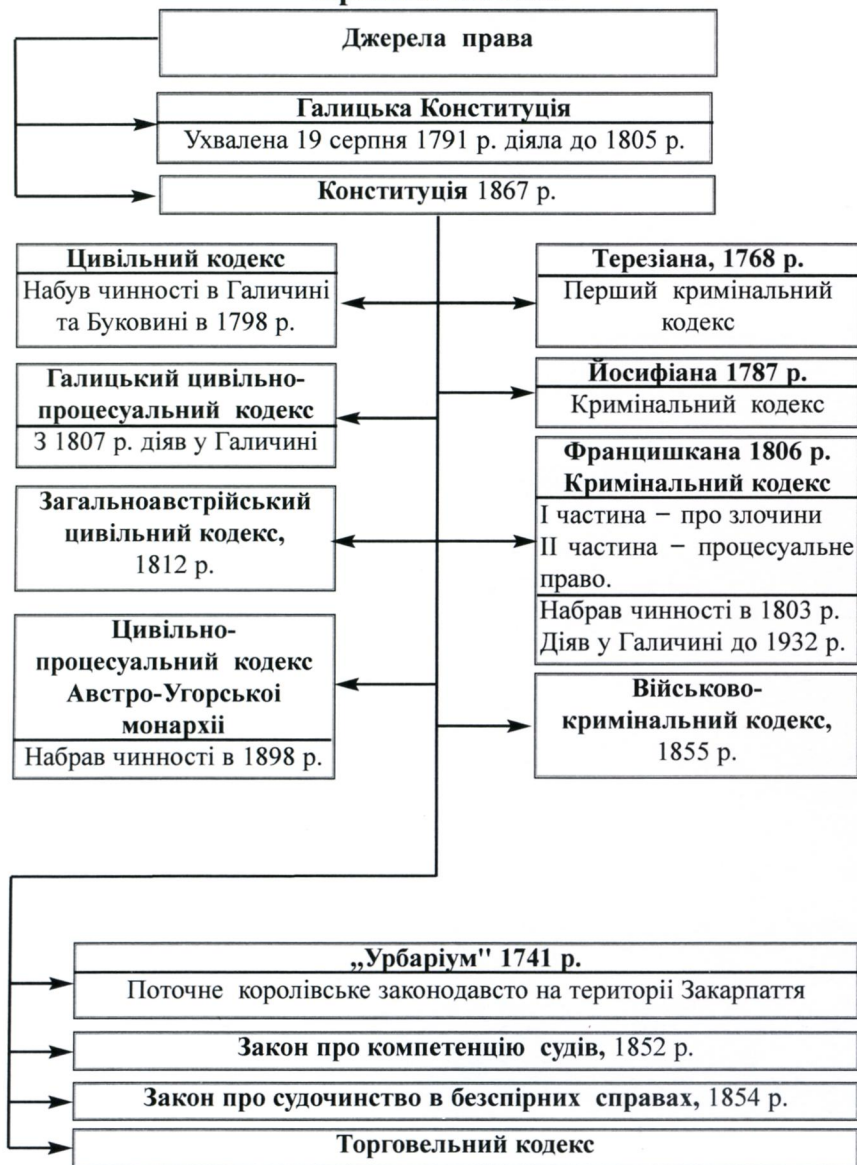 Джерела права
Галицька Конституція
Ухвалена 19 серпня 1791 р. діяла до 1805 р.
Конституція 1867 р.
Цивільний кодекс
Набув чинності в Галичині
та Буковині в 1798 р.
Терезіана, 1768 р.
Перший кримінальний
кодекс
Галицький цивільно-
процесуальний кодекс
З 1807 р. діяв у Галичині
Йосифіана 1787 р.
Кримінальний кодекс
Загальноавстрійський
цивільний кодекс,
1812 р.
Францишкана 1806 р.
Кримінальний кодекс
І частина – про злочини
ІІ частина – процесуальне
право.
Набрав чинності в 1803 р.
Діяв у Галичині до 1932 р.
Цивільно-
процесуальний кодекс
Австро-Угорськоі
монархіі
Набрав чинності в 1898 р.
Військово-
кримінальний кодекс,
1855 р.
„Урбаріум" 1741 р.
Поточне королівське законодавсто на територіі Закарпаття
Закон про компетенцію судів, 1852 р.
Закон про судочинство в безспірних справах, 1854 р.
Торговельний кодекс